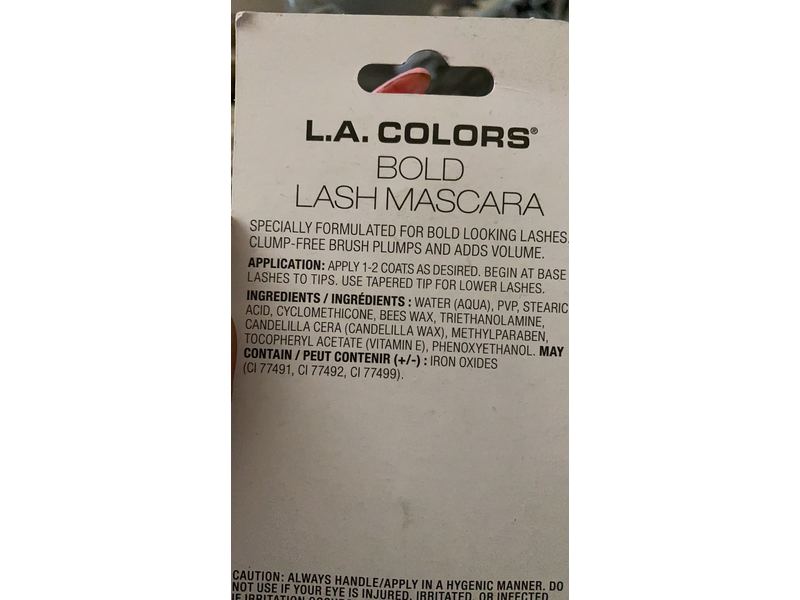 L.A. COLORS®
BOLD
LASH MASCARA
SPECIALLY FORMULATED FOR BOLD LOOKING LASHES.
CLUMP-FREE BRUSH PLUMPS AND ADDS VOLUME.
APPLICATION: APPLY 1-2 COATS AS DESIRED. BEGIN AT BASE
LASHES TO TIPS. USE TAPERED TIP FOR LOWER LASHES.
INGREDIENTS / INGRÉDIENTS : WATER (AQUA), PVP, STEARIC
ACID, CYCLOMETHICONE, BEES WAX, TRIETHANOLAMINE,
CANDELILLA CERA (CANDELILLA WAX), METHYLPARABEN,
TOCOPHERYL ACETATE (VITAMIN E), PHENOXYETHANOL. MAY
CONTAIN / PEUT CONTENIR (+/-) : IRON OXIDES
(CI 77491, CI 77492, CI 77499).
CAUTION: ALWAYS HANDLE/APPLY IN A HYGENIC MANNER. DO
NOT USE IF YOUR EYE IS INJURED, IRRITATED, OR INFECTED
IF IRRITATION